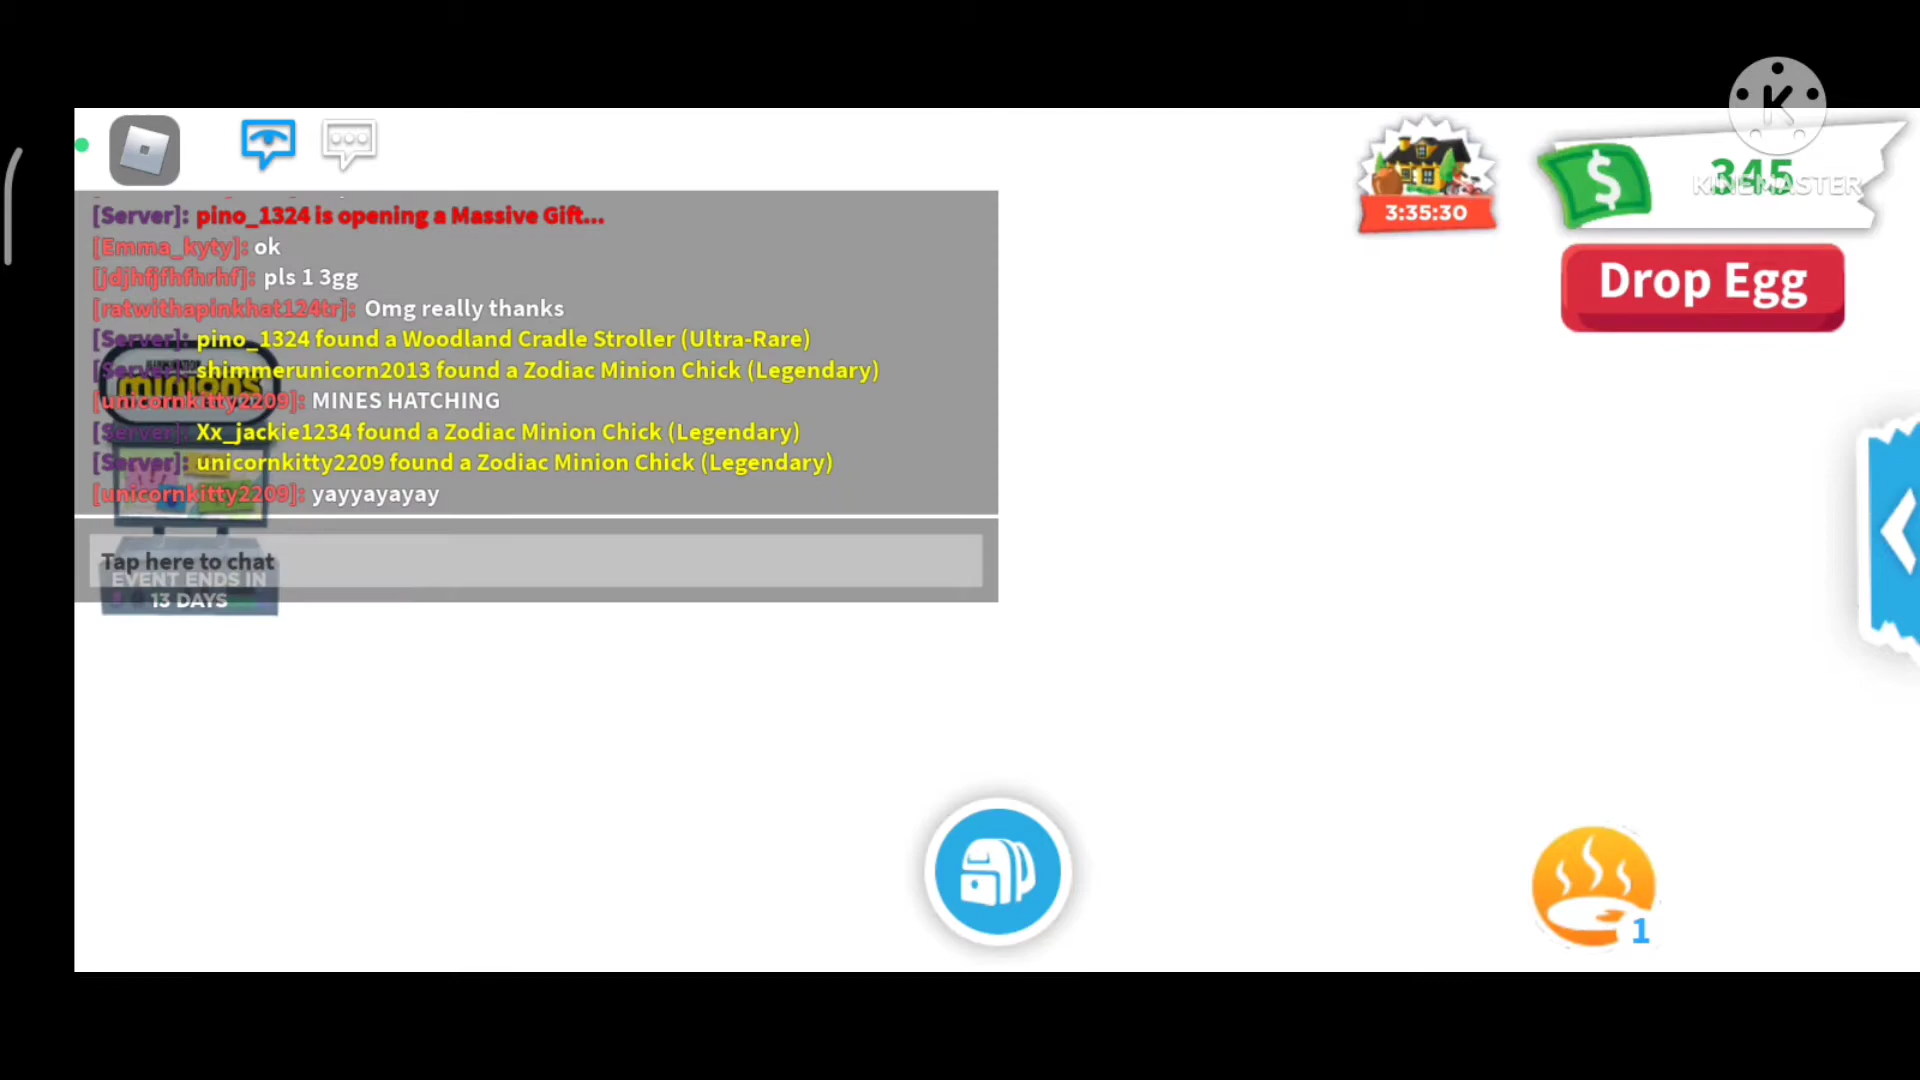 [Server]: pino_1324 is opening a Massive Gift...
[Emma_kyty]: ok
[jdjhfjfhfhrhf]: pls 1 3gg
[ratwithapinkhat124tr]: Omg really thanks
[Server]: pino_1324 found a Woodland Cradle Stroller (Ultra-Rare)
[Server]: shimmerunicorn2013 found a Zodiac Minion Chick (Legendary)
minions
[unicornkitty2209]: MINES HATCHING
[Server]: Xx_jackie1234 found a Zodiac Minion Chick (Legendary)
[Server]: unicornkitty2209 found a Zodiac Minion Chick (Legendary)
[unicornkitty2209]: yayyayayay
Tap here to chat
EVENT ENDS IN
13 DAYS
3:35:30
$ 345
K
KINEMASTER
Drop Egg
1